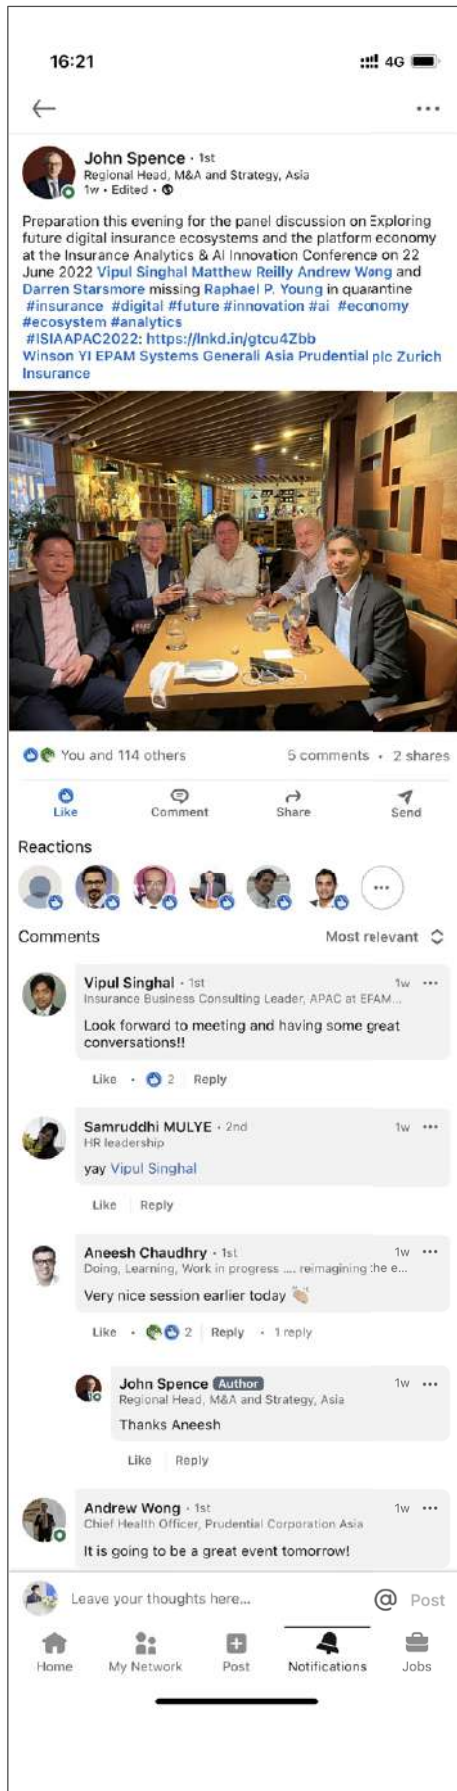 16:21
4G
John Spence · 1st
Regional Head, M&A and Strategy, Asia
1w • Edited •
Preparation this evening for the panel discussion on Exploring
future digital insurance ecosystems and the platform economy
at the Insurance Analytics & AI Innovation Conference on 22
June 2022 Vipul Singhal Matthew Reilly Andrew Wong and
Darren Starsmore missing Raphael P. Young in quarantine
#insurance #digital #future #innovation #ai #economy
#ecosystem #analytics
#ISIAAPAC2022: https://lnkd.in/gtcu4Zbb
Winson YI EPAM Systems Generali Asia Prudential plc Zurich
Insurance
You and 114 others 5 comments • 2 shares
Like Comment Share Send
Reactions
Comments Most relevant
Vipul Singhal · 1st 1w
Insurance Business Consulting Leader, APAC at EPAM...
Look forward to meeting and having some great
conversations!!
Like • 2 Reply
Samruddhi MULYE · 2nd 1w
HR leadership
yay Vipul Singhal
Like Reply
Aneesh Chaudhry · 1st 1w
Doing, Learning, Work in progress .... reimagining the e...
Very nice session earlier today 👏🏼
Like • 2 Reply • 1 reply
John Spence Author 1w
Regional Head, M&A and Strategy, Asia
Thanks Aneesh
Like Reply
Andrew Wong · 1st 1w
Chief Health Officer, Prudential Corporation Asia
It is going to be a great event tomorrow!
Leave your thoughts here... @ Post
Home My Network Post Notifications Jobs